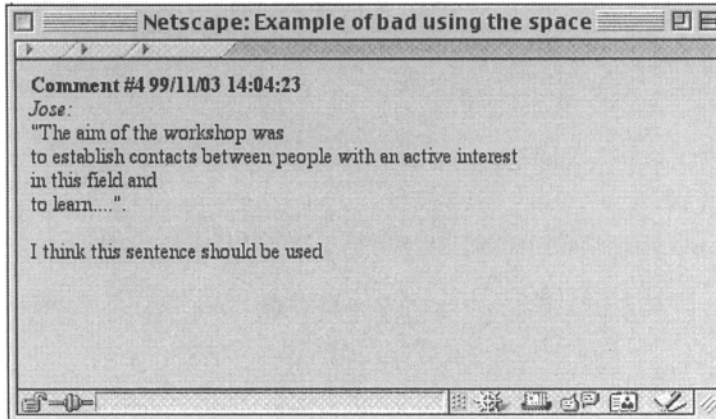 Netscape: Example of bad using the space
Comment #4 99/11/03 14:04:23
Jose:
"The aim of the workshop was
to establish contacts between people with an active interest
in this field and
to learn....".
I think this sentence should be used